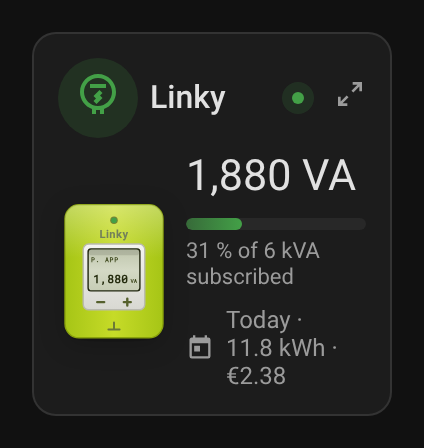 Linky
1,880 VA
31 % of 6 kVA
subscribed
Today ·
11.8 kWh ·
€2.38
Linky
P. APP
1,880 VA
− +